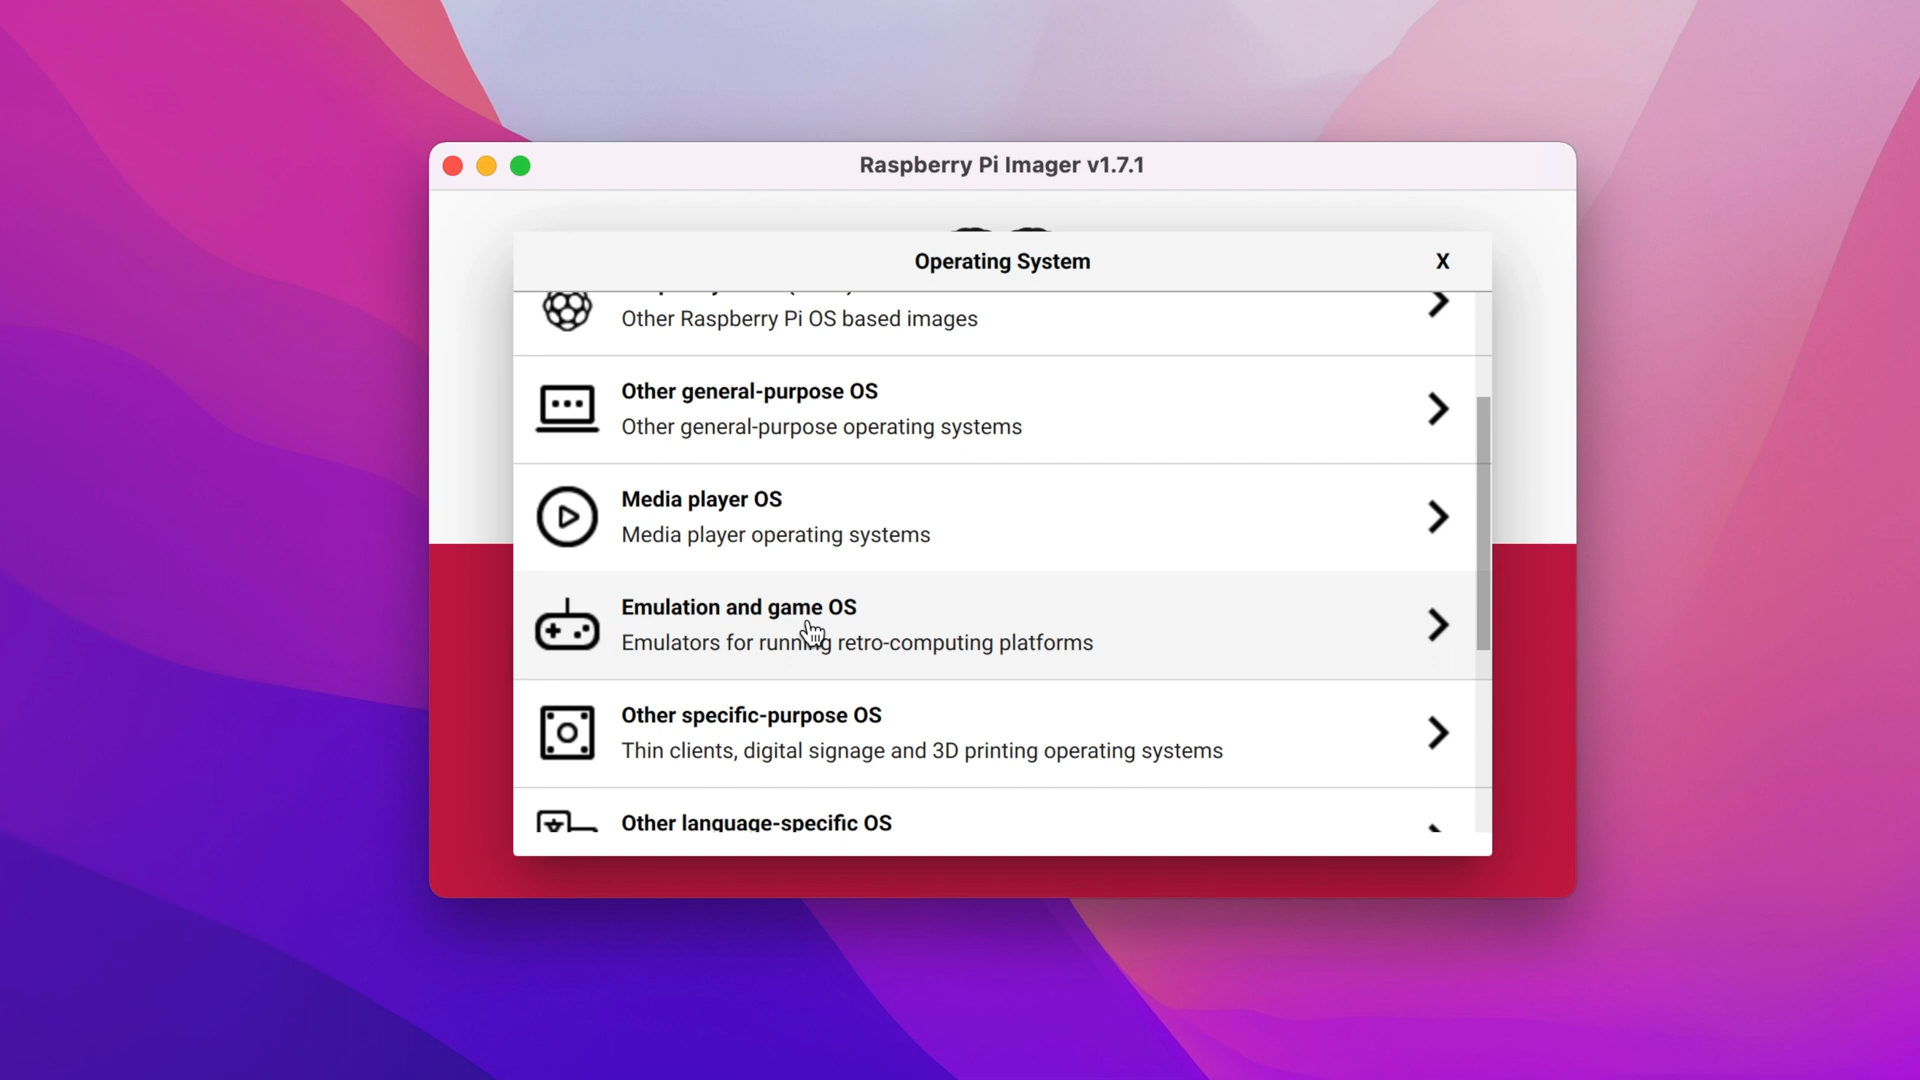 Raspberry Pi Imager v1.7.1
Operating System
X
Other Raspberry Pi OS based images
Other general-purpose OS
Other general-purpose operating systems
Media player OS
Media player operating systems
Emulation and game OS
Emulators for running retro-computing platforms
Other specific-purpose OS
Thin clients, digital signage and 3D printing operating systems
Other language-specific OS